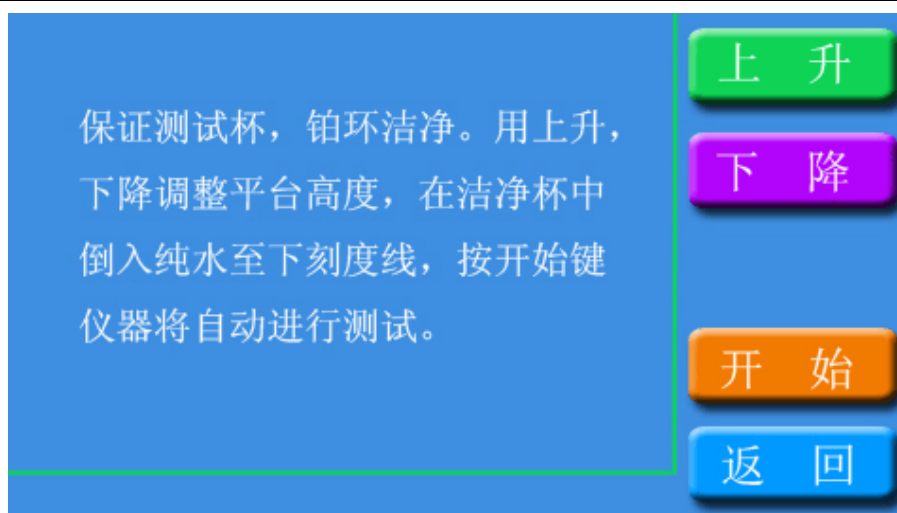 保证测试杯，铂环洁净。用上升，
下降调整平台高度，在洁净杯中
倒入纯水至下刻度线，按开始键
仪器将自动进行测试。
上 升
下 降
开 始
返 回